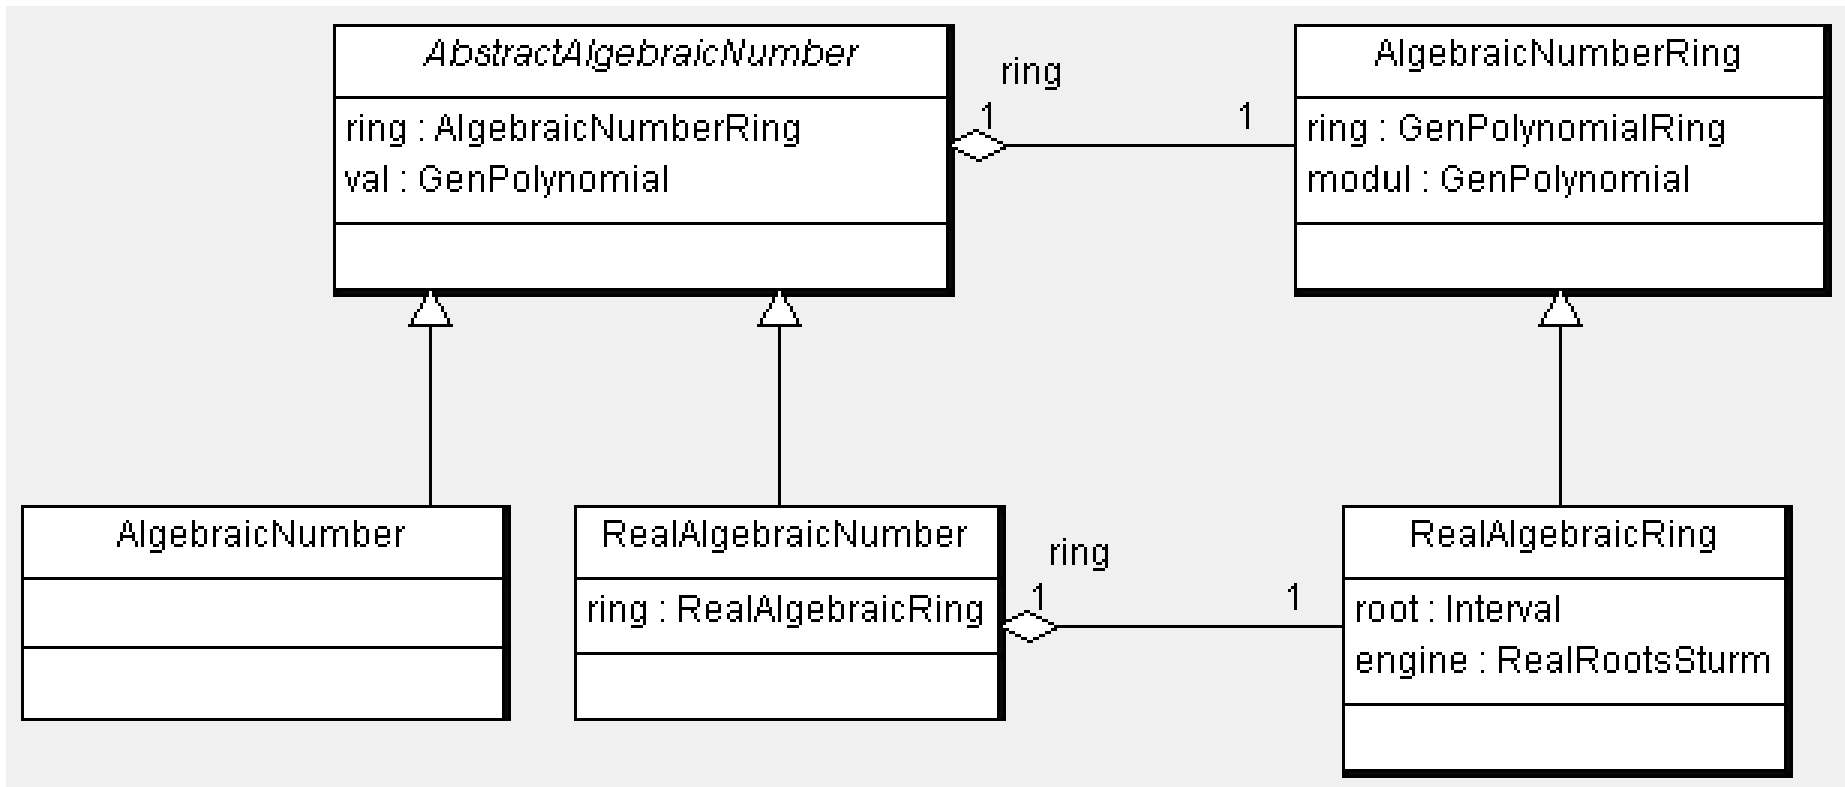 AbstractAlgebraicNumber
ring : AlgebraicNumberRing
val : GenPolynomial
ring
1
1
AlgebraicNumberRing
ring : GenPolynomialRing
modul : GenPolynomial
AlgebraicNumber
RealAlgebraicNumber
ring : RealAlgebraicRing
ring
1
1
RealAlgebraicRing
root : Interval
engine : RealRootsSturm